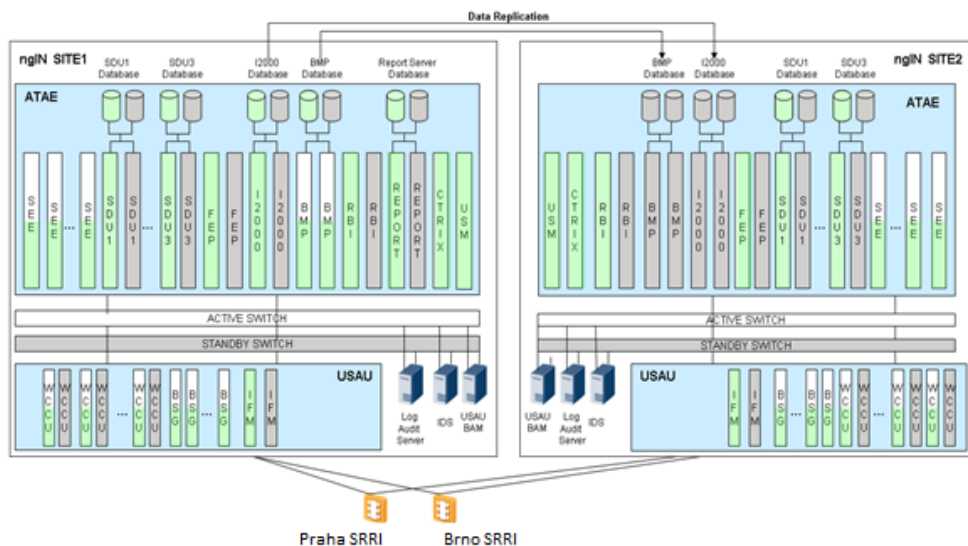 Data Replication
ngIN SITE1
SDU1 Database
SDU3 Database
I2000 Database
BMP Database
Report Server Database
ATAE
SEE
SEE
...
SEE
SDU1
SDU1
...
SDU3
SDU3
FEP
FEP
I2000
I2000
BMP
BMP
RBI
RBI
REPORT
REPORT
CTRIX
USM
ACTIVE SWITCH
STANDBY SWITCH
USAU
WCCU
WCCU
WCCU
WCCU
...
WCCU
WCCU
BSG
BSG
...
BSG
IFM
IFM
Log Audit Server
IDS
USAU BAM
ngIN SITE2
BMP Database
I2000 Database
SDU1 Database
SDU3 Database
ATAE
USM
CTRIX
RBI
RBI
BMP
BMP
I2000
I2000
FEP
FEP
SDU1
SDU1
...
SDU3
SDU3
SEE
...
SEE
SEE
ACTIVE SWITCH
STANDBY SWITCH
USAU BAM
Log Audit Server
IDS
USAU
IFM
IFM
BSG
...
BSG
BSG
WCCU
WCCU
...
WCCU
WCCU
WCCU
WCCU
Praha SRRI
Brno SRRI